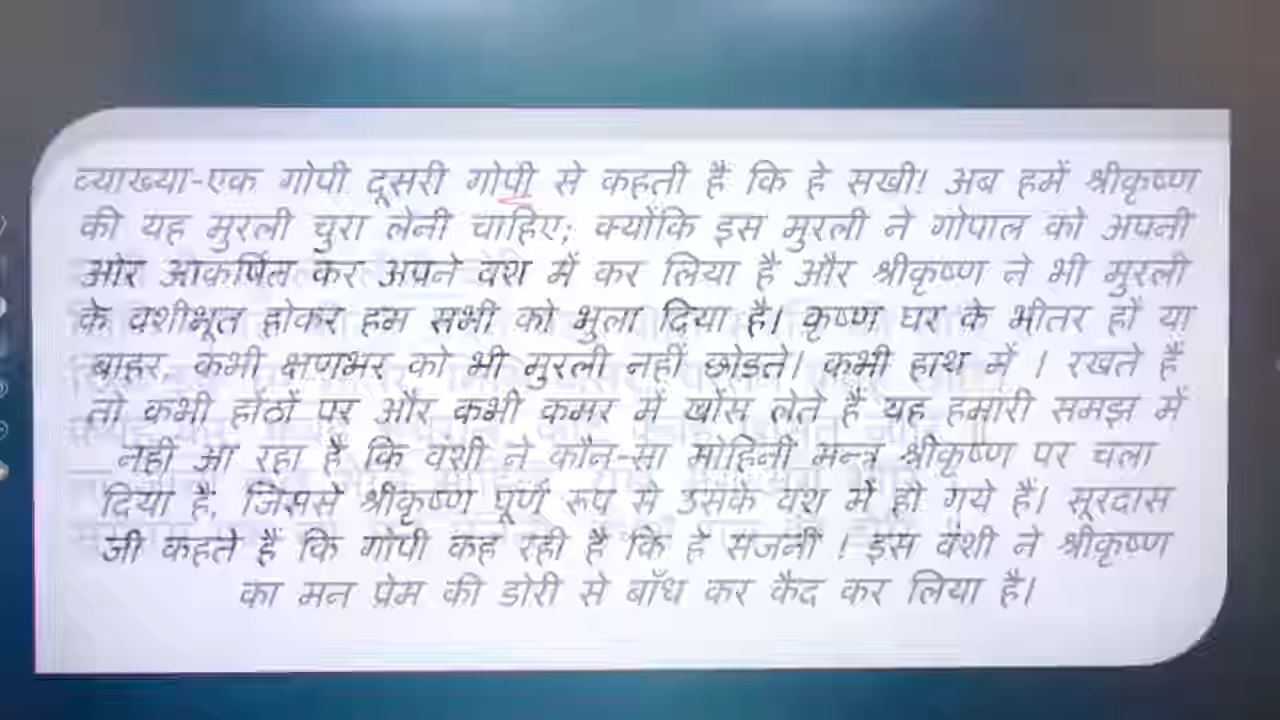 व्याख्या-एक गोपी दूसरी गोपी से कहती है कि हे सखी! अब हमें श्रीकृष्ण
की यह मुरली चुरा लेनी चाहिए; क्योंकि इस मुरली ने गोपाल को अपनी
ओर आकर्षित कर अपने वश में कर लिया है और श्रीकृष्ण ने भी मुरली
के वशीभूत होकर हम सभी को भुला दिया है। कृष्ण घर के भीतर हों या
बाहर, कभी क्षणभर को भी मुरली नहीं छोडते। कभी हाथ में । रखते हैं
तो कभी होंठों पर और कभी कमर में खोंस लेते हैं यह हमारी समझ में
नहीं आ रहा है कि वंशी ने कौन-सा मोहिनी मन्त्र श्रीकृष्ण पर चला
दिया है, जिससे श्रीकृष्ण पूर्ण रूप से उसके वश में हो गये हैं। सूरदास
जी कहते हैं कि गोपी कह रही है कि हे सजनी ! इस वंशी ने श्रीकृष्ण
का मन प्रेम की डोरी से बाँध कर कैद कर लिया है।